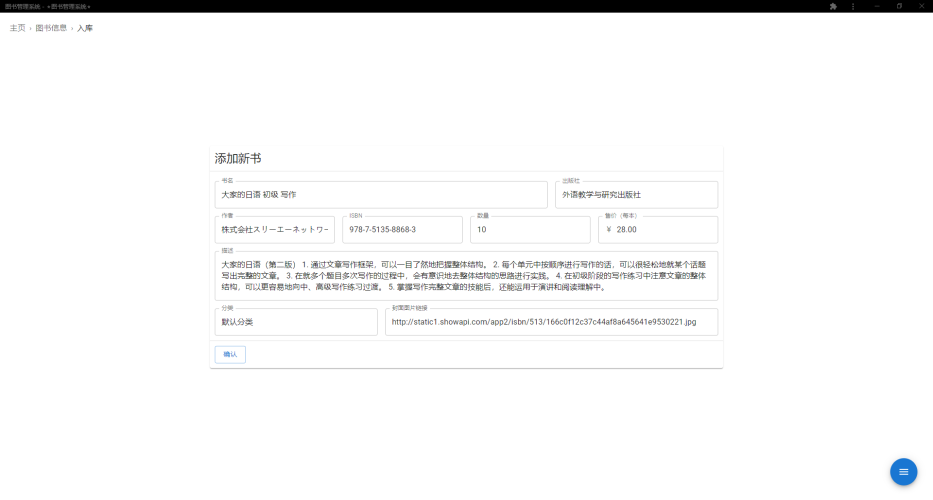 图书管理系统 - •图书管理系统•
主页 › 图书信息 › 入库
添加新书
书名
大家的日语 初级 写作
出版社
外语教学与研究出版社
作者
株式会社スリーエーネットワー
ISBN
978-7-5135-8868-3
数量
10
售价（每本）
¥ 28.00
描述
大家的日语（第二版） 1. 通过文章写作框架，可以一目了然地把握整体结构。 2. 每个单元中按顺序进行写作的话，可以很轻松地就某个话题
写出完整的文章。 3. 在就多个题目多次写作的过程中，会有意识地去整体结构的思路进行实践。 4. 在初级阶段的写作练习中注意文章的整体
结构，可以更容易地向中、高级写作练习过渡。 5. 掌握写作完整文章的技能后，还能运用于演讲和阅读理解中。
分类
默认分类
封面图片链接
http://static1.showapi.com/app2/isbn/513/166c0f12c37c44af8a645641e9530221.jpg
确认